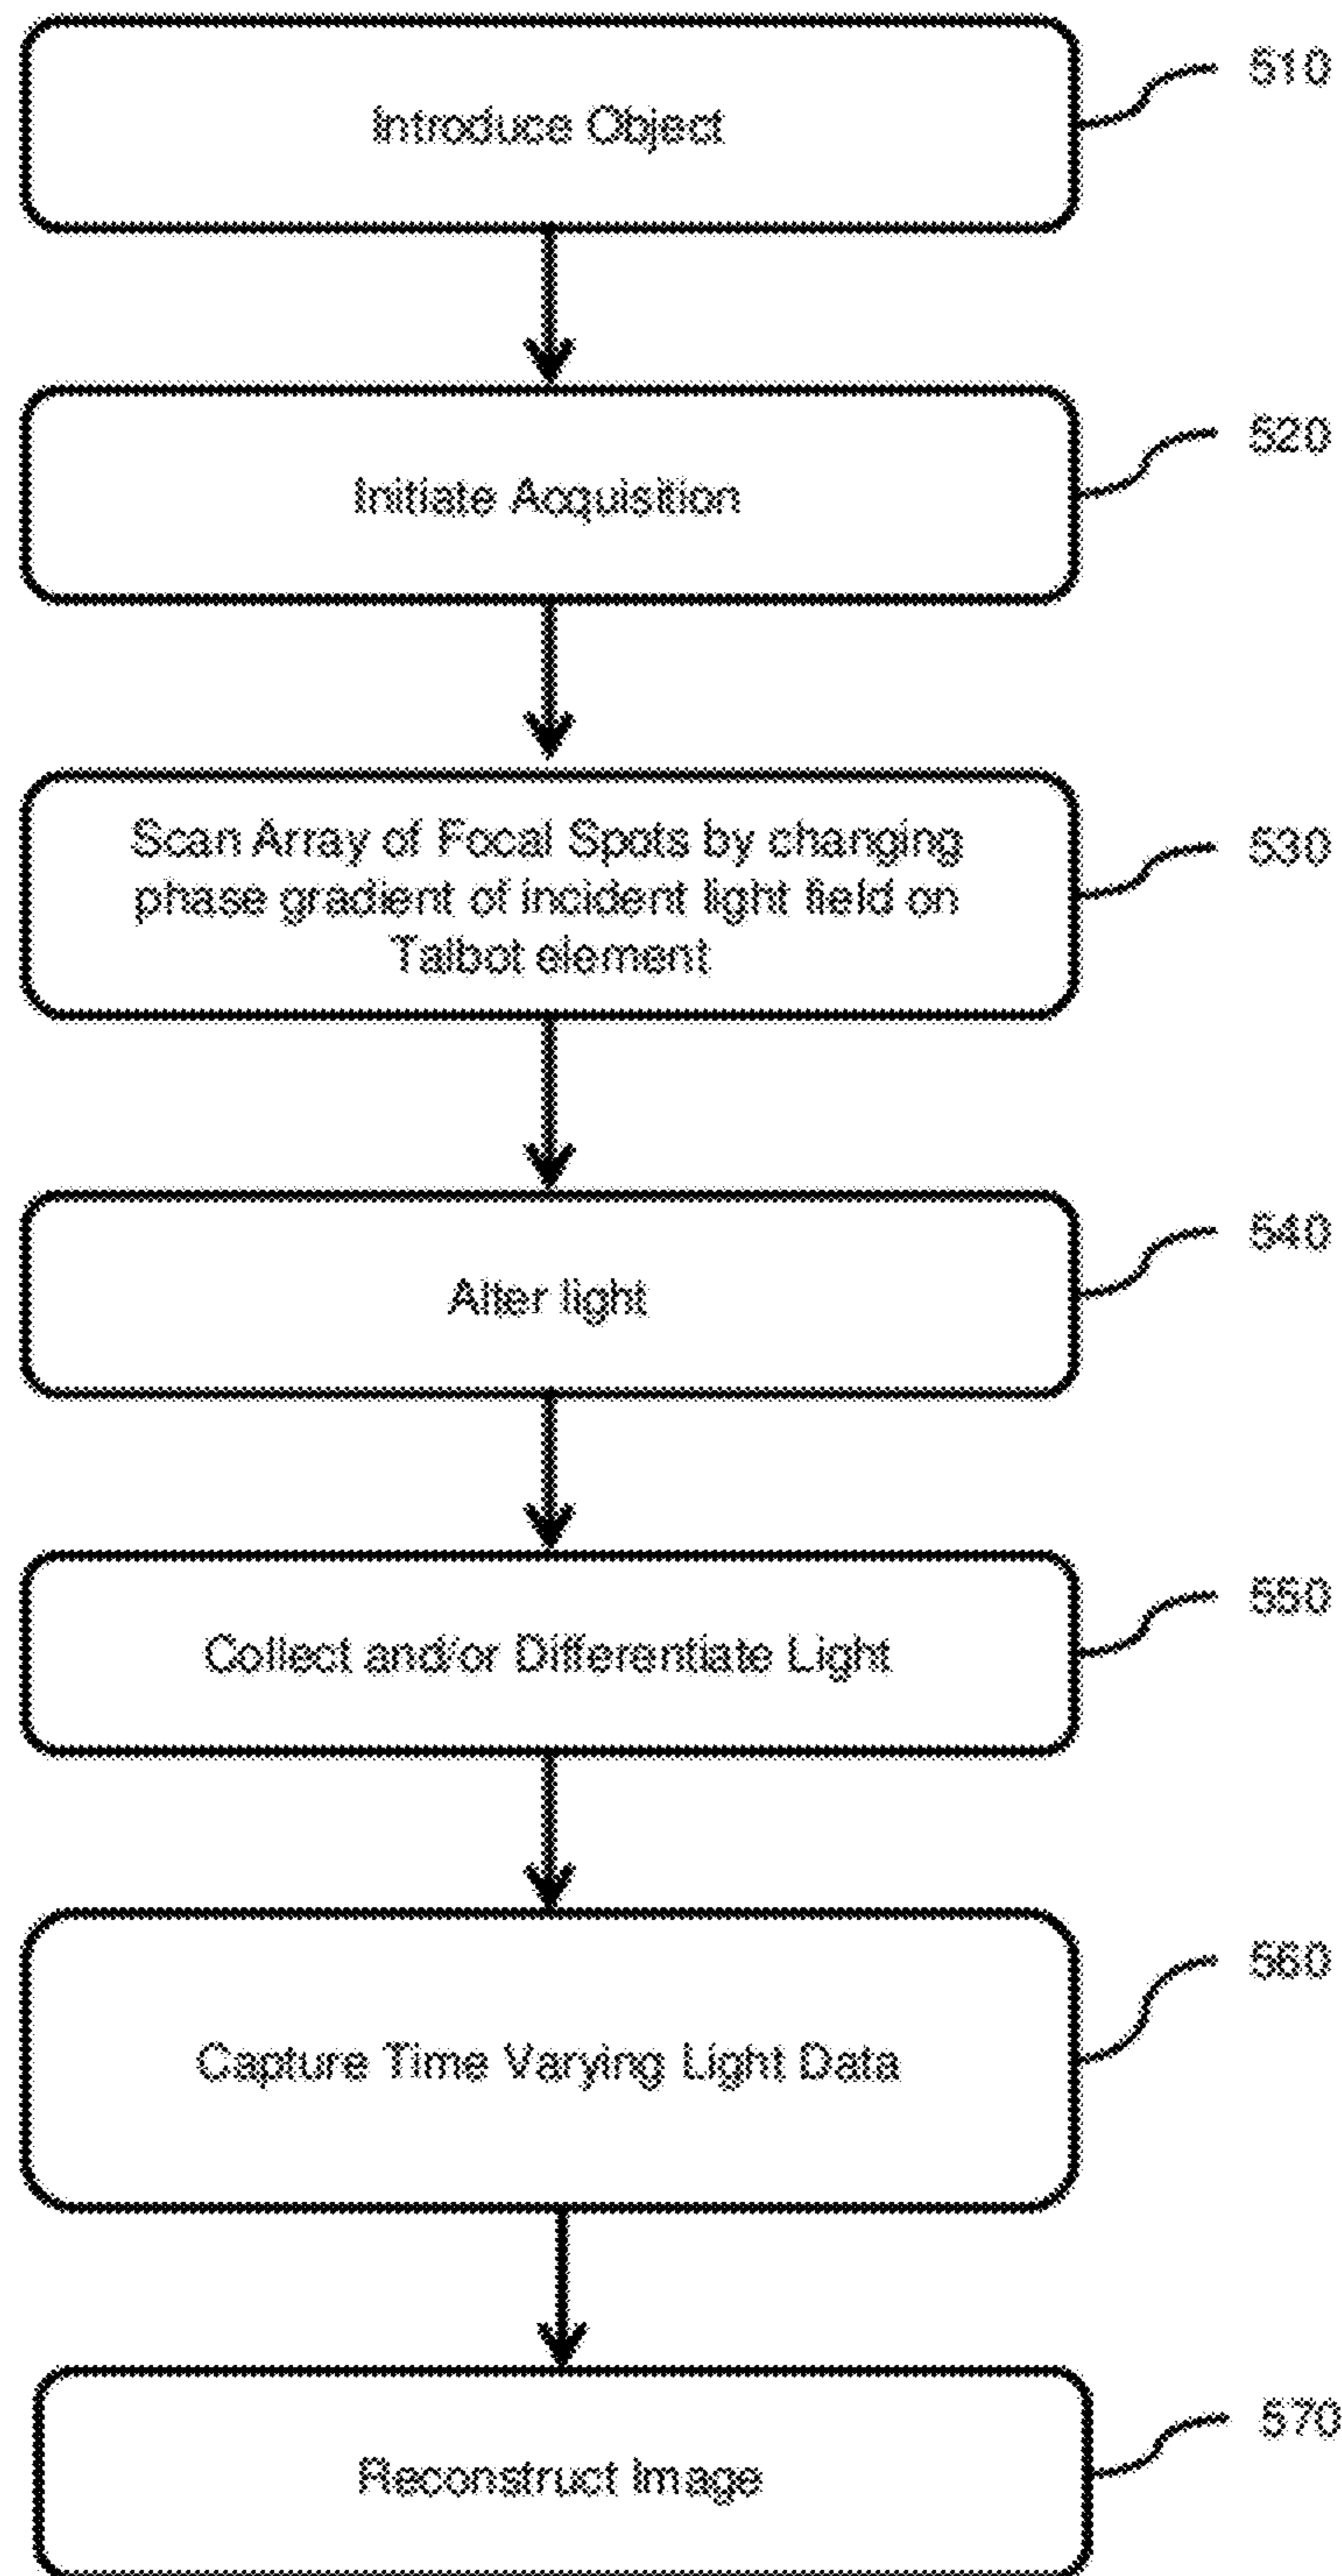 Introduce Object
510
Initiate Acquisition
520
Scan Array of Focal Spots by changing
phase gradient of incident light field on
Talbot element
530
Alter light
540
Collect and/or Differentiate Light
550
Capture Time Varying Light Data
560
Reconstruct Image
570